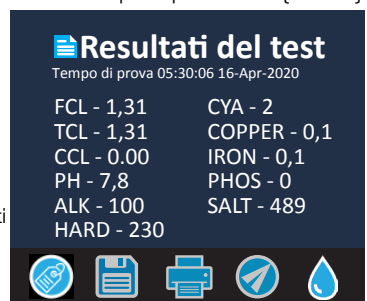 Resultati del test
Tempo di prova 05:30:06 16-Apr-2020
FCL - 1,31
TCL - 1,31
CCL - 0.00
PH - 7,8
ALK - 100
HARD - 230
CYA - 2
COPPER - 0,1
IRON - 0,1
PHOS - 0
SALT - 489
ti